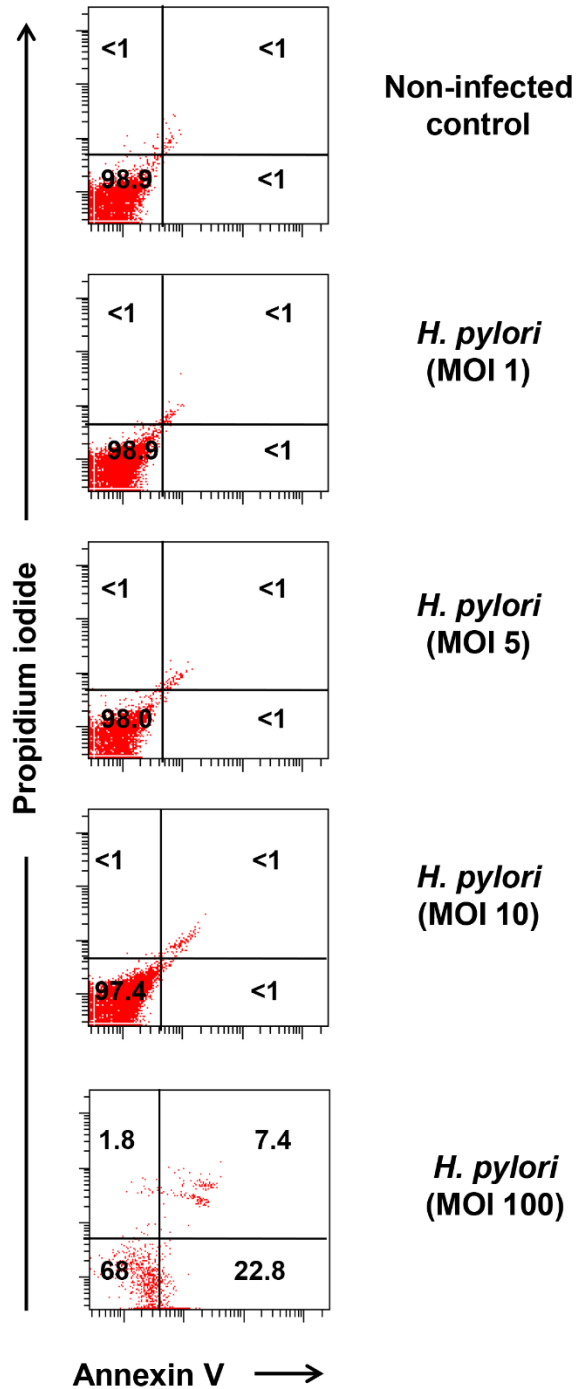 <1 <1
98.9 <1
Non-infected
control
<1 <1
98.9 <1
H. pylori
(MOI 1)
<1 <1
98.0 <1
H. pylori
(MOI 5)
<1 <1
97.4 <1
H. pylori
(MOI 10)
1.8 7.4
68 22.8
H. pylori
(MOI 100)
Propidium iodide
Annexin V